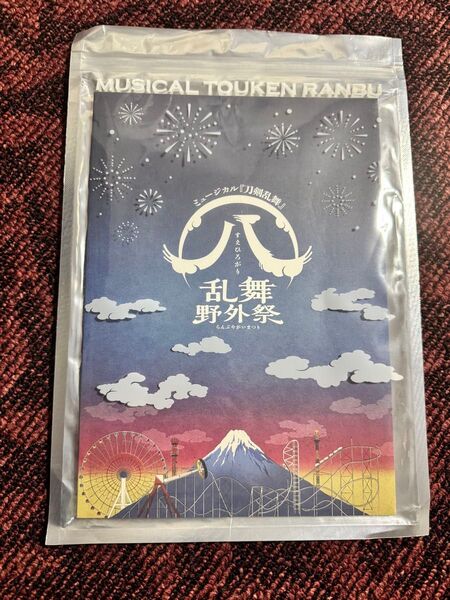 MUSICAL TOUKEN RANBU
ミュージカル『刀剣乱舞』
八
すえひろがり
乱舞
野外祭
らんぶやがいまつり